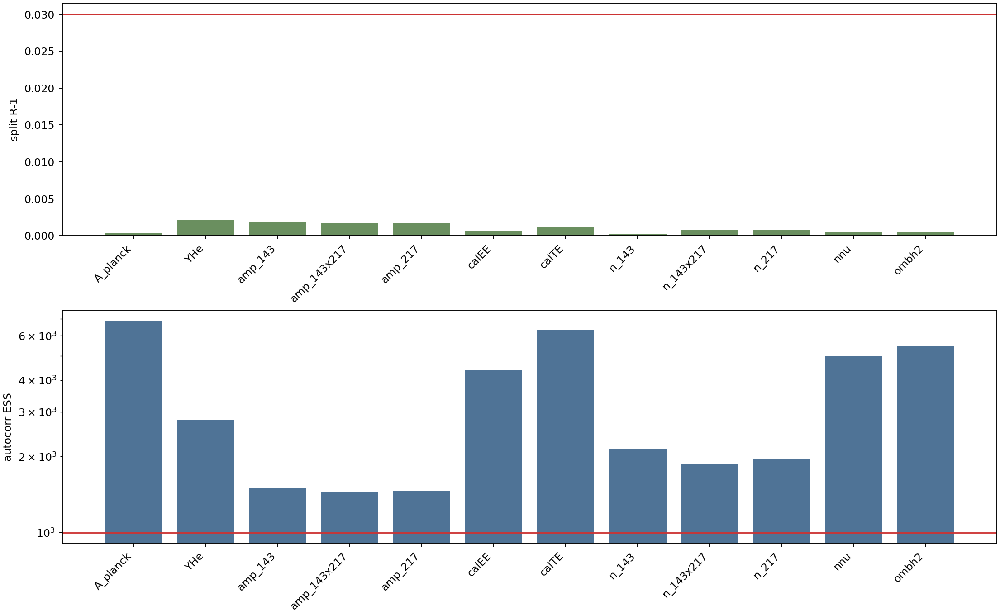 split R-1
0.030
0.025
0.020
0.015
0.010
0.005
0.000
A_planck
YHe
amp_143
amp_143x217
amp_217
calEE
calTE
n_143
n_143x217
n_217
nnu
ombh2
autocorr ESS
6 × 10³
4 × 10³
3 × 10³
2 × 10³
10³
A_planck
YHe
amp_143
amp_143x217
amp_217
calEE
calTE
n_143
n_143x217
n_217
nnu
ombh2